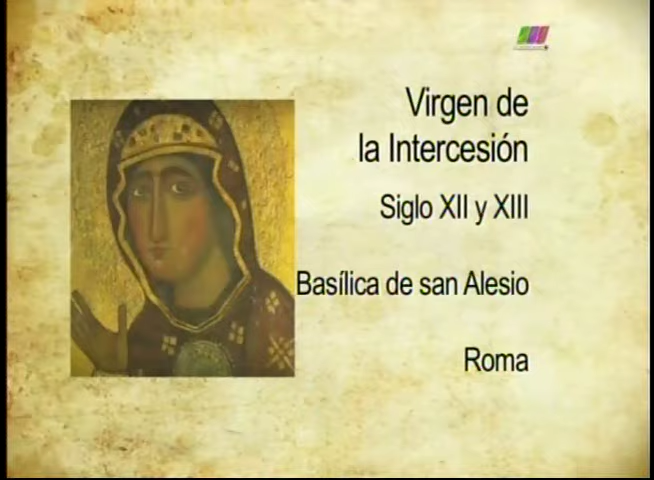 Virgen de
la Intercesión
Siglo XII y XIII
Basílica de san Alesio
Roma